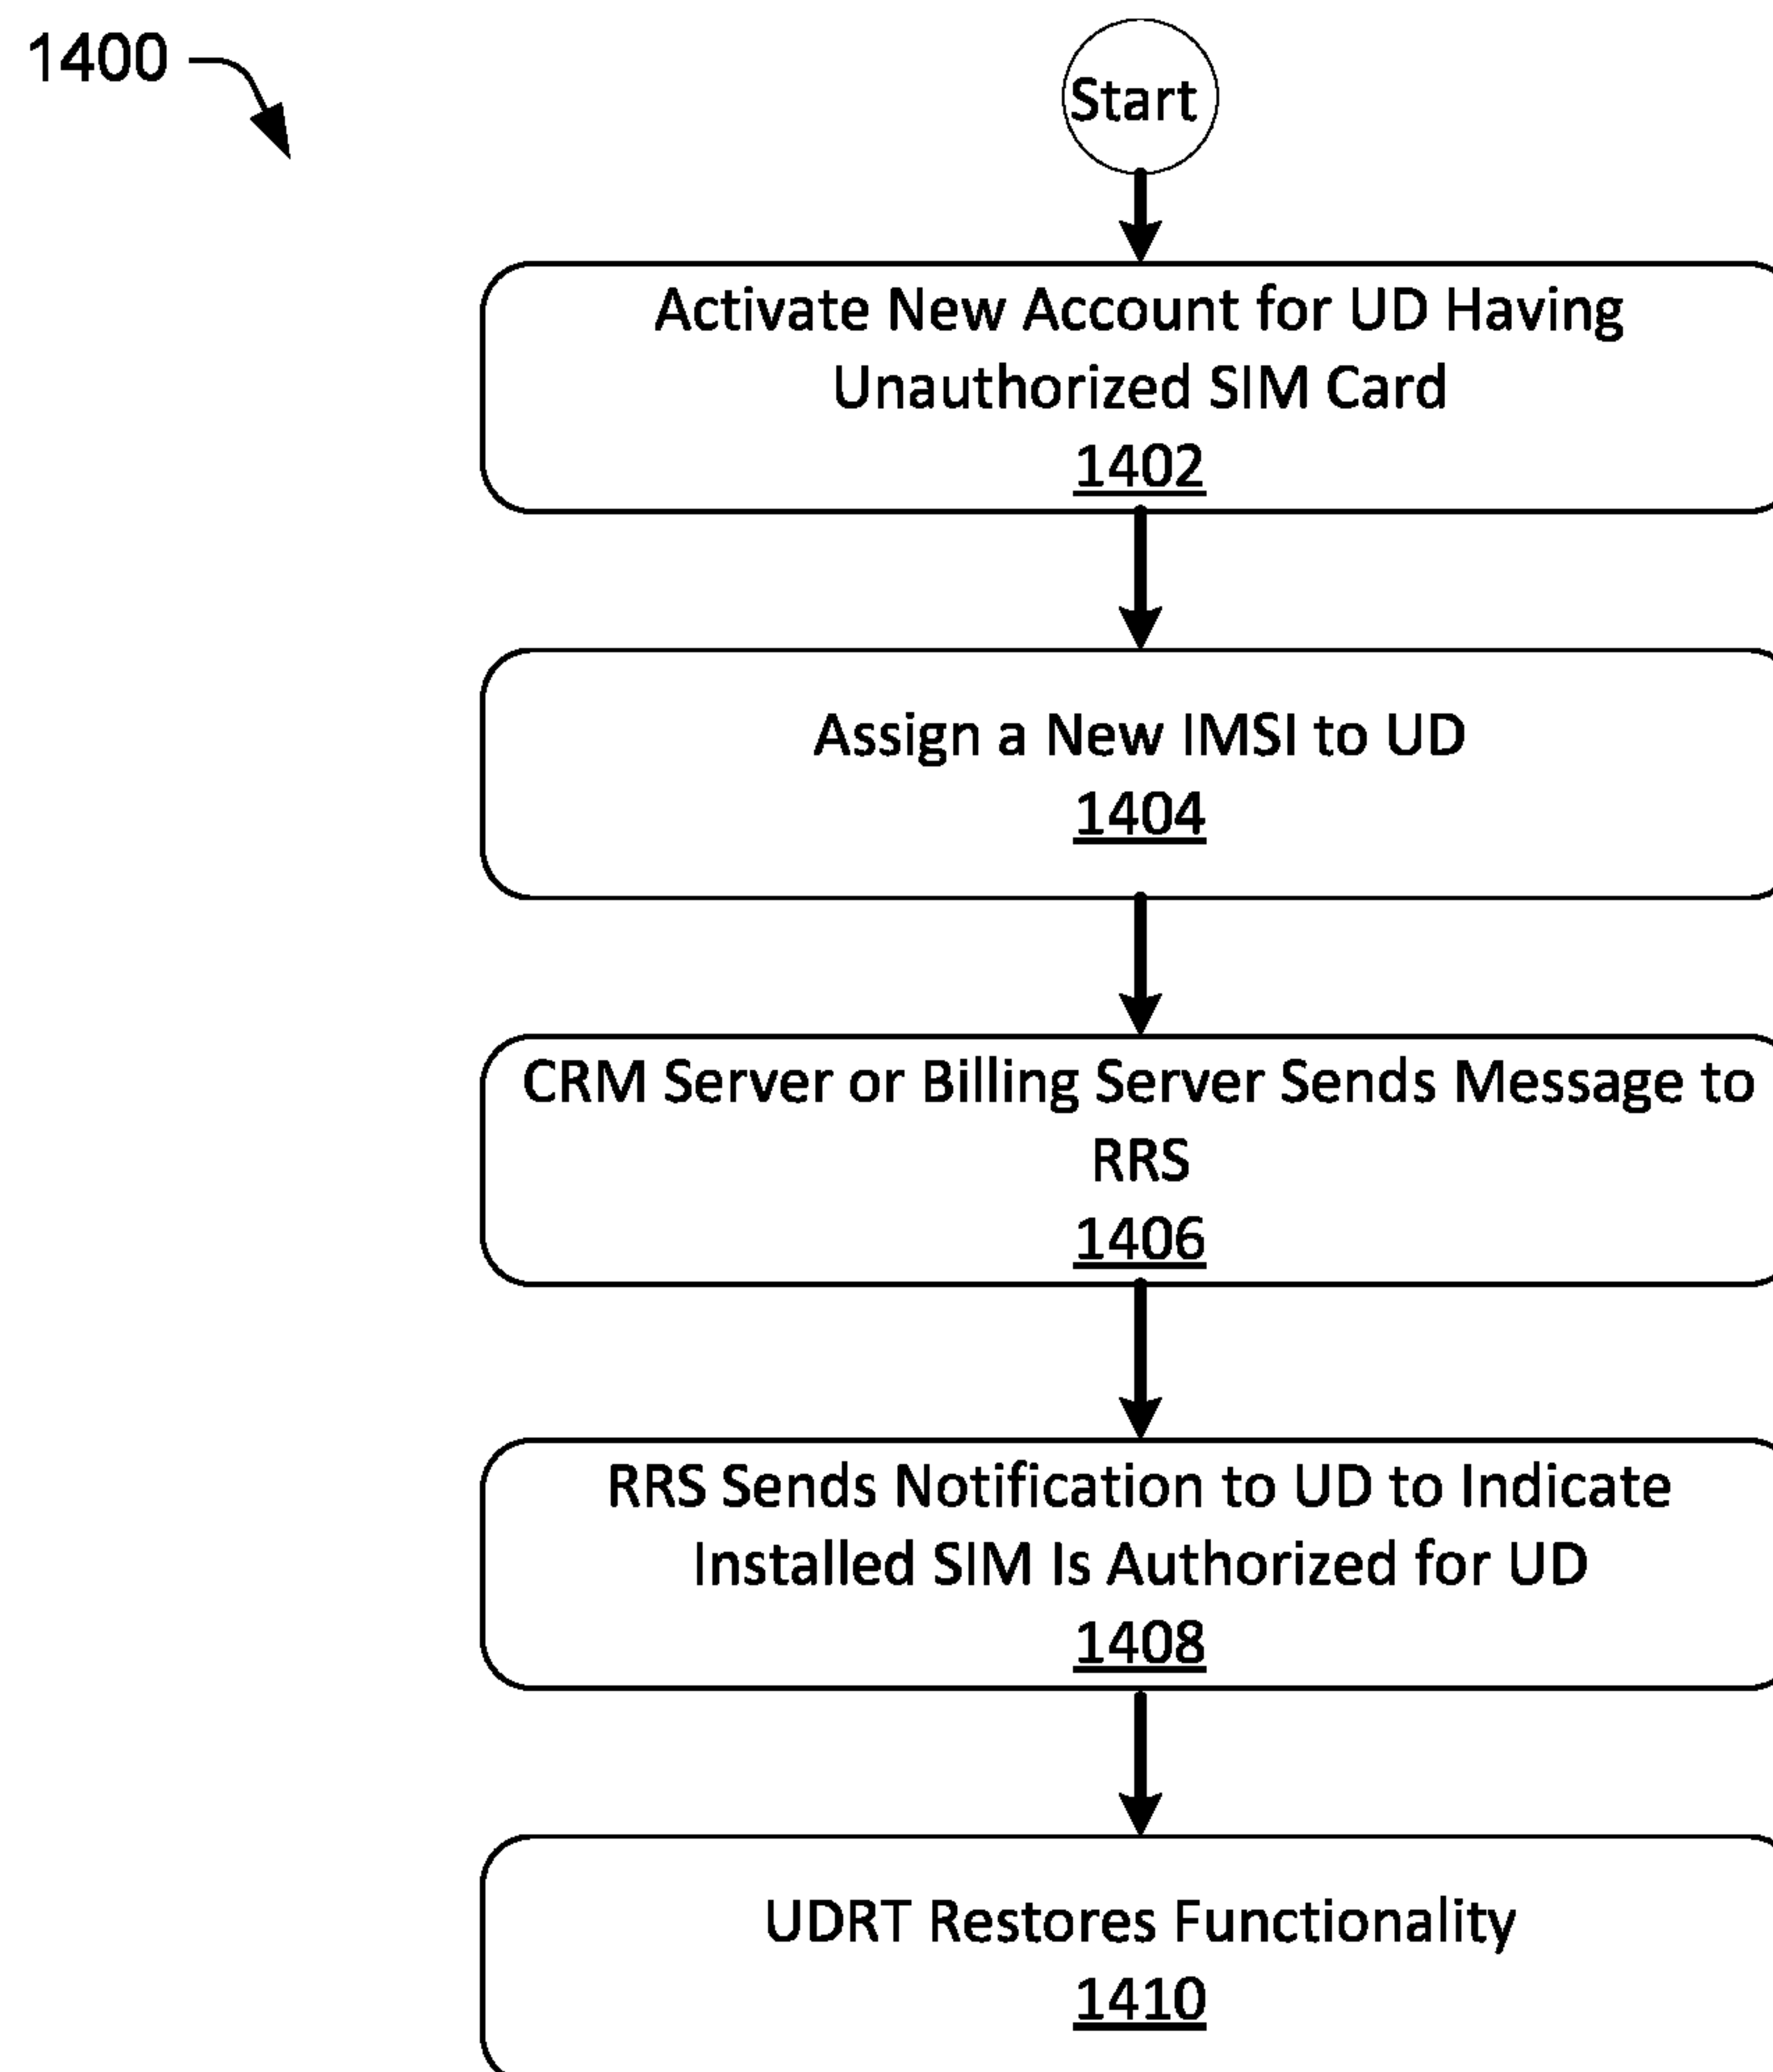 1400
Start
Activate New Account for UD Having
Unauthorized SIM Card
1402
Assign a New IMSI to UD
1404
CRM Server or Billing Server Sends Message to
RRS
1406
RRS Sends Notification to UD to Indicate
Installed SIM Is Authorized for UD
1408
UDRT Restores Functionality
1410